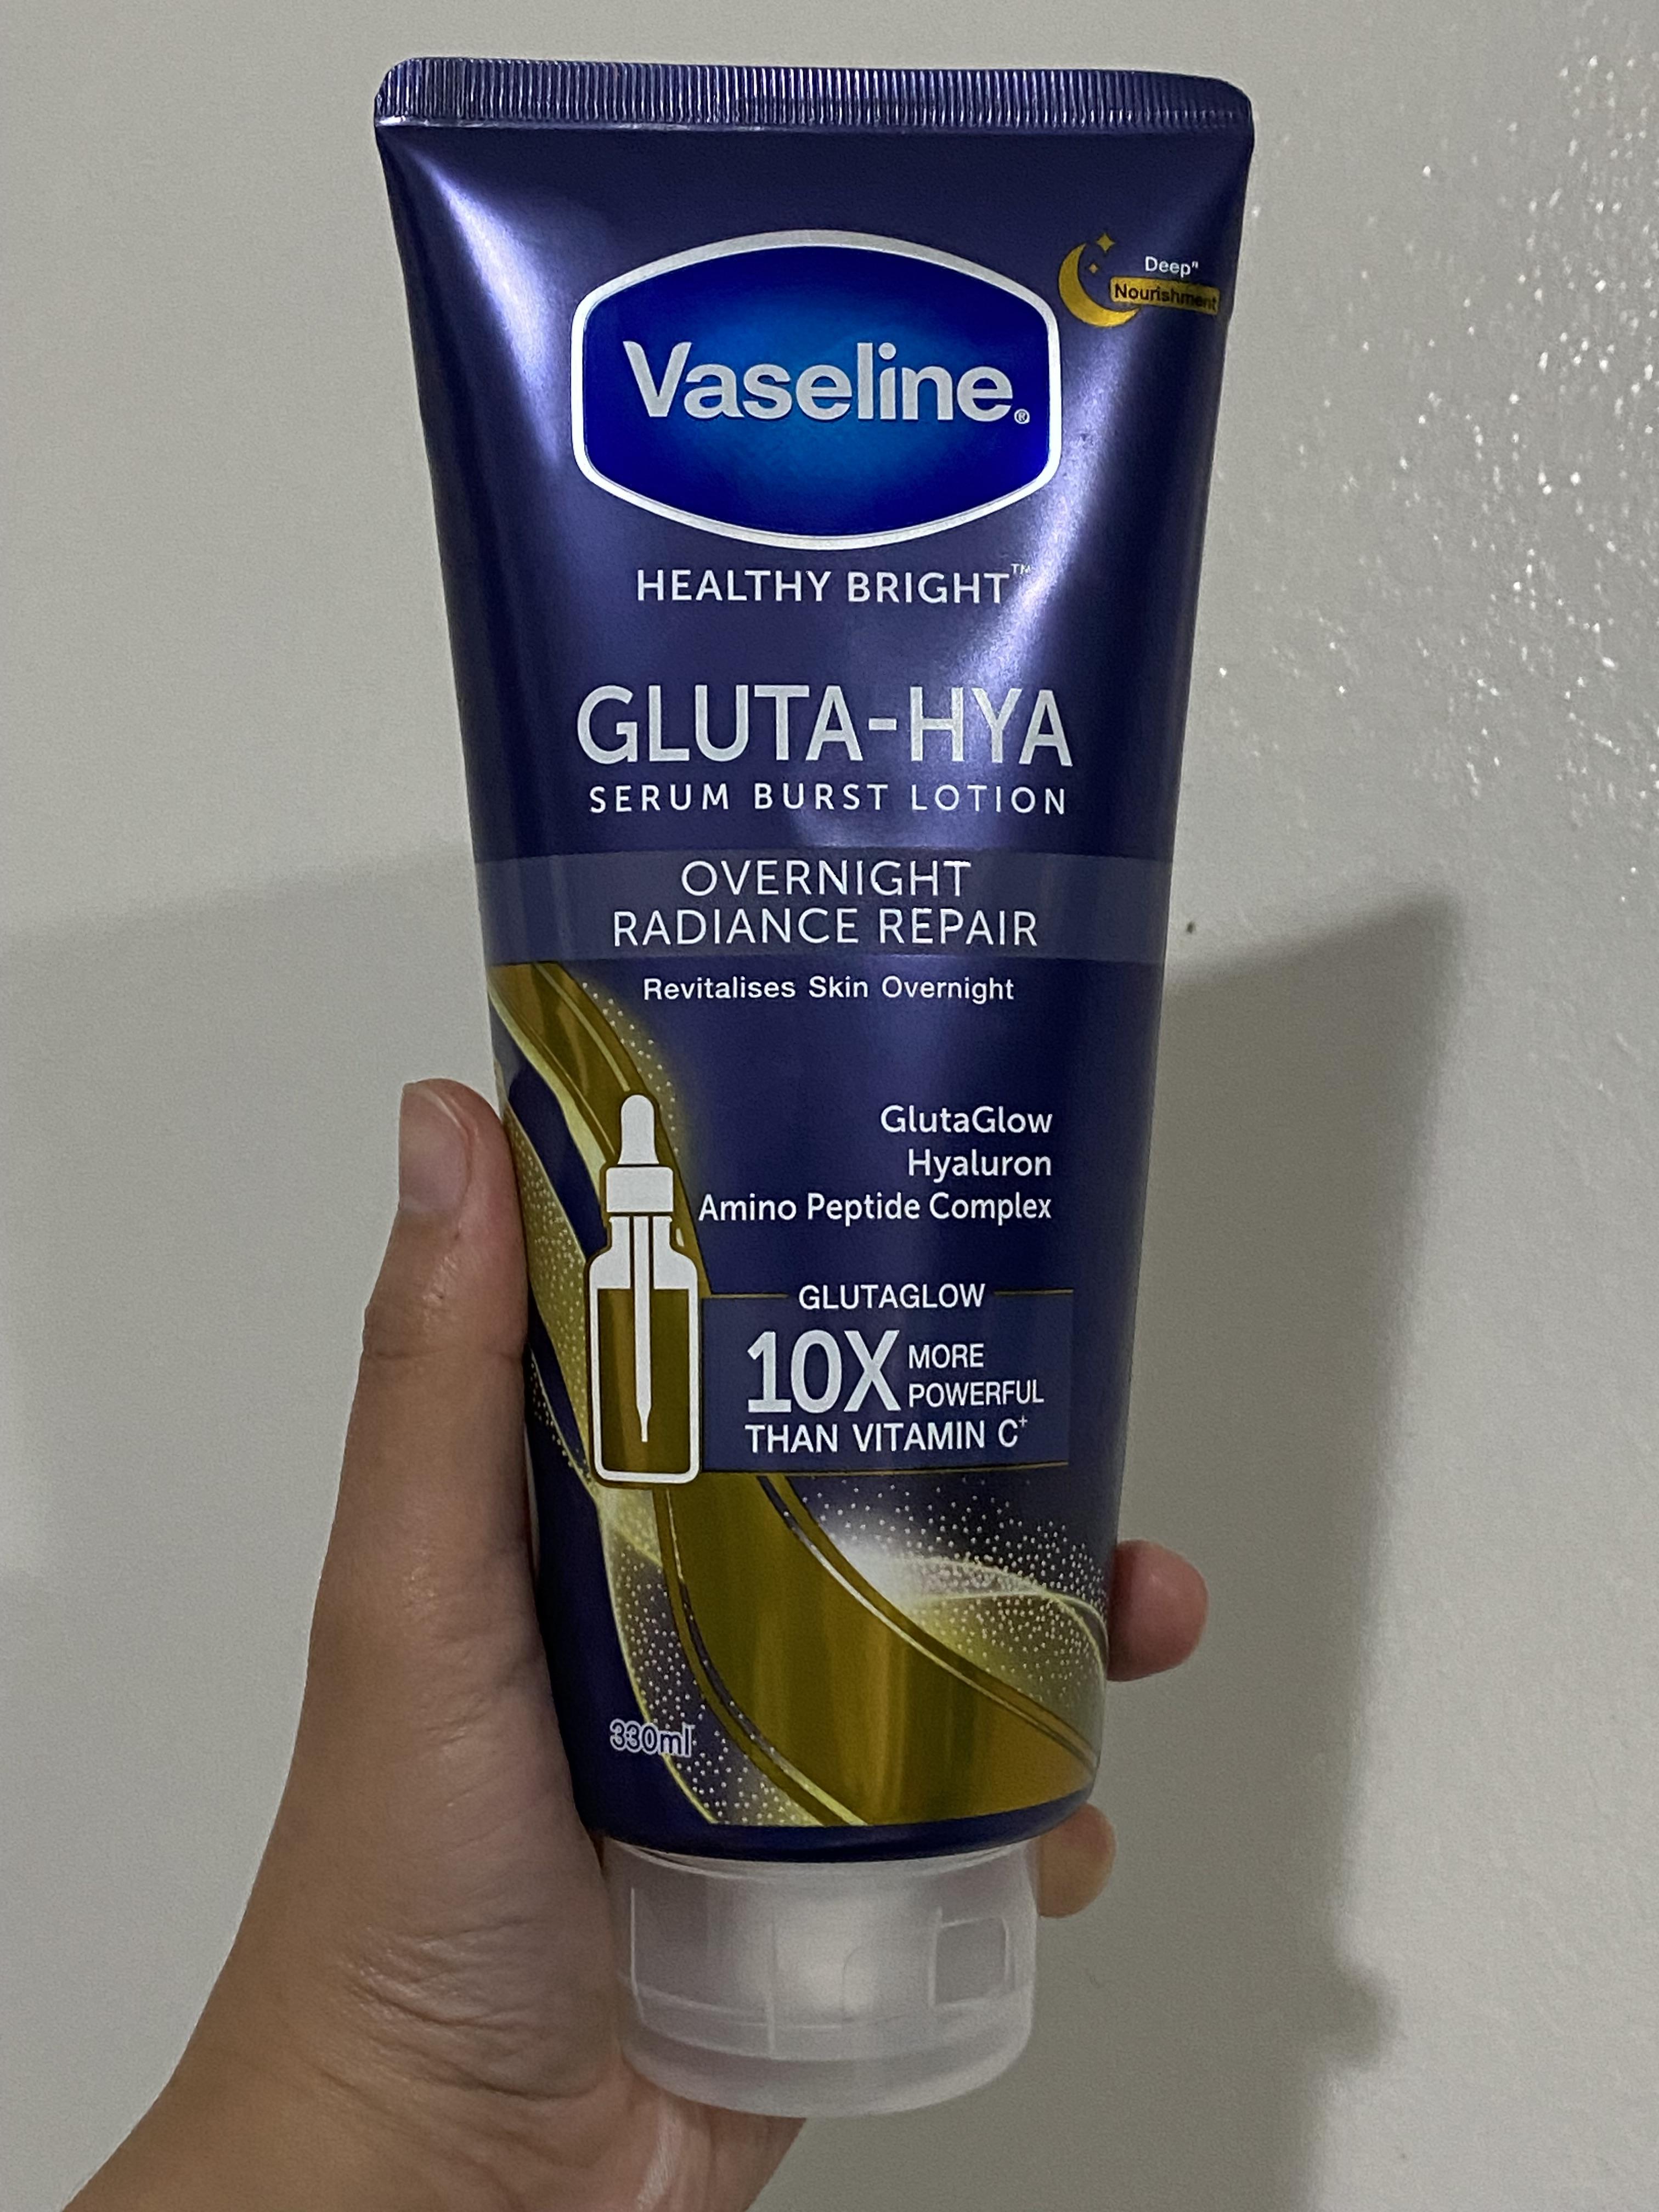 Deep"
Nourishment
Vaseline®
HEALTHY BRIGHT™
GLUTA-HYA
SERUM BURST LOTION
OVERNIGHT
RADIANCE REPAIR
Revitalises Skin Overnight
GlutaGlow
Hyaluron
Amino Peptide Complex
GLUTAGLOW
10X MORE
POWERFUL
THAN VITAMIN C⁺
330ml